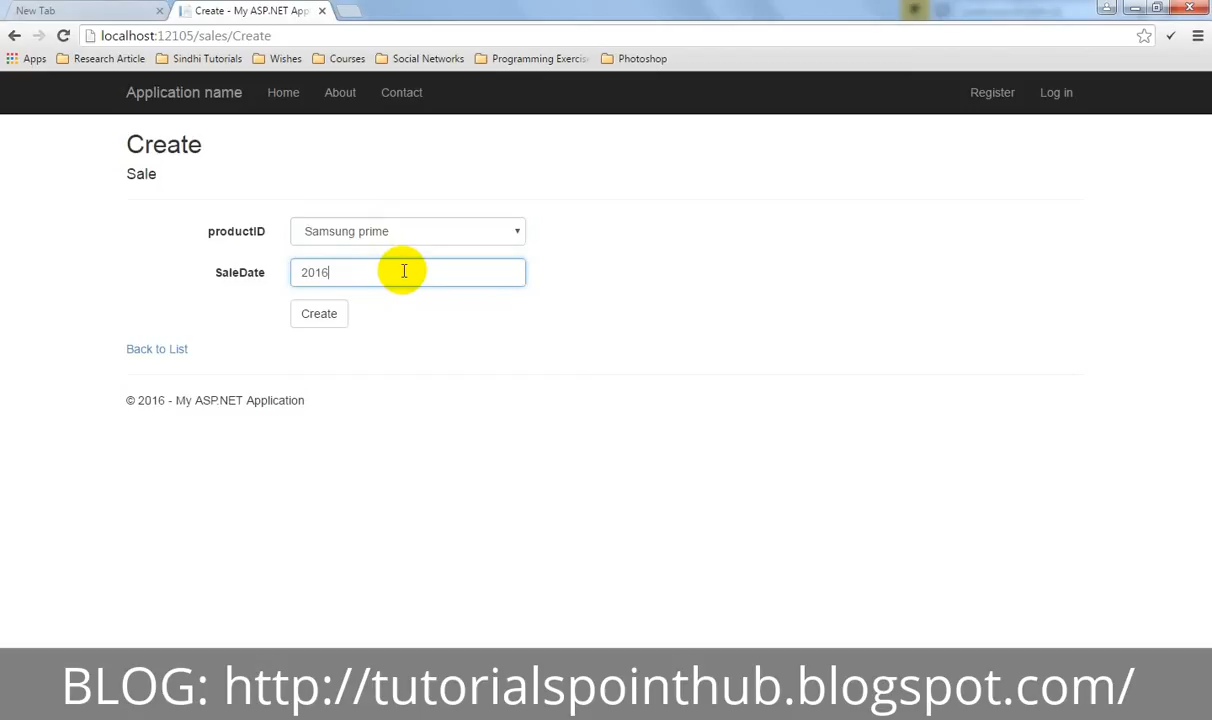 New Tab
Create - My ASP.NET App
localhost:12105/sales/Create
Apps Research Article Sindhi Tutorials Wishes Courses Social Networks Programming Exercis Photoshop
Application name Home About Contact Register Log in
Create
Sale
productID Samsung prime
SaleDate 2016
Create
Back to List
© 2016 - My ASP.NET Application
BLOG: http://tutorialspointhub.blogspot.com/